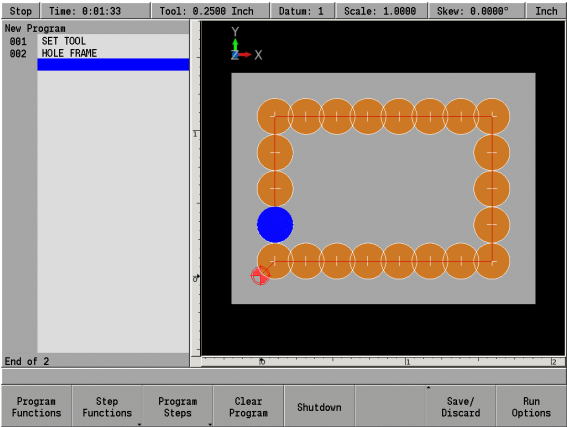 Stop Time: 0:01:33 Tool: 0.2500 Inch Datum: 1 Scale: 1.0000 Skew: 0.0000° Inch
New Program
001 SET TOOL
002 HOLE FRAME
Y
Z X
1
0
End of 2
0 1 2
Program Functions
Step Functions
Program Steps
Clear Program
Shutdown
Save/ Discard
Run Options